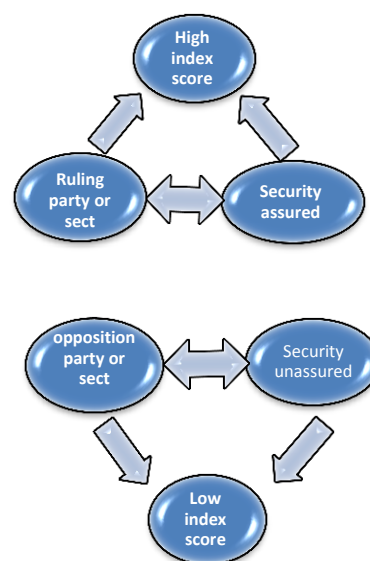 High
index
score
Ruling
party or
sect
Security
assured
opposition
party or
sect
Security
unassured
Low
index
score